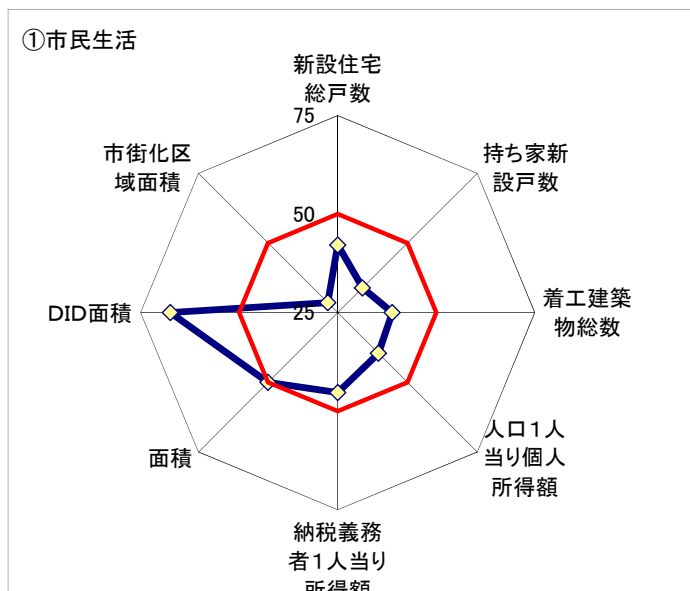 ①市民生活
新設住宅
総戸数
75
市街化区
域面積
持ち家新
設戸数
50
DID面積
25
着工建築
物総数
面積
人口１人
当り個人
所得額
納税義務
者１人当り
所得額